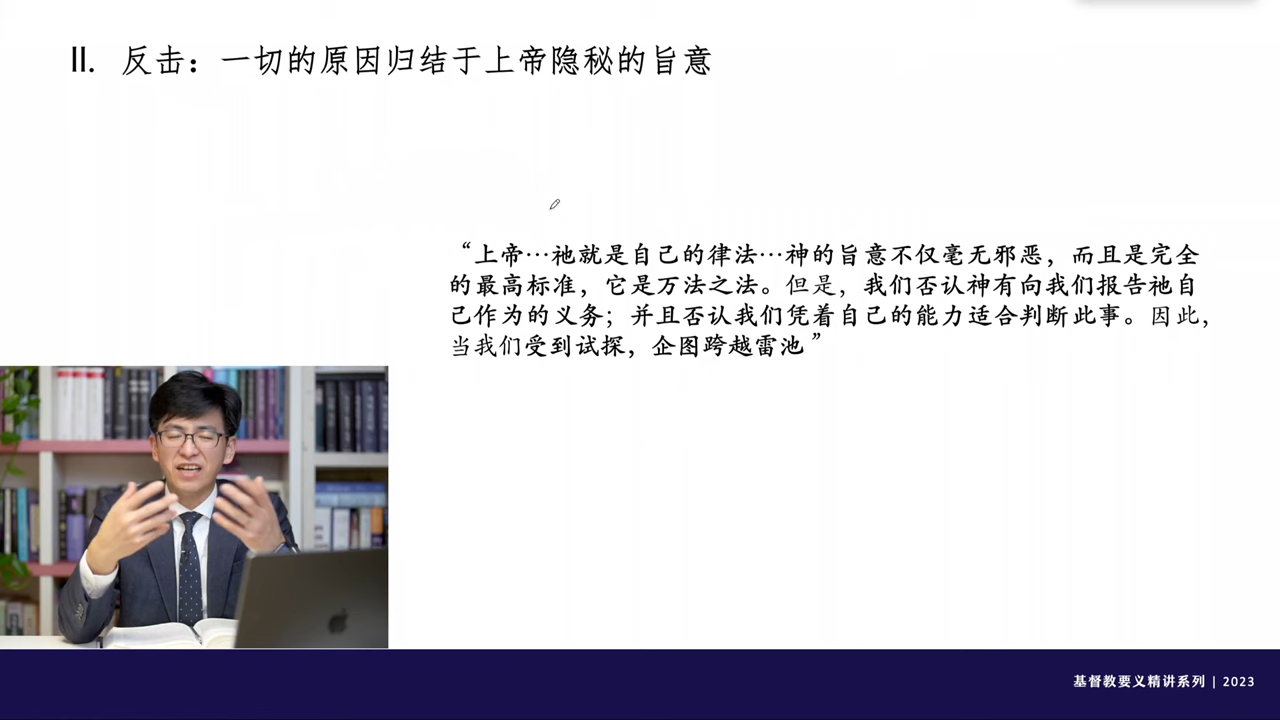 II. 反击：一切的原因归结于上帝隐秘的旨意
“上帝…祂就是自己的律法…神的旨意不仅毫无邪恶，而且是完全
的最高标准，它是万法之法。但是，我们否认神有向我们报告祂自
己作为的义务；并且否认我们凭着自己的能力适合判断此事。因此，
当我们受到试探，企图跨越雷池”
基督教要义精讲系列 | 2023